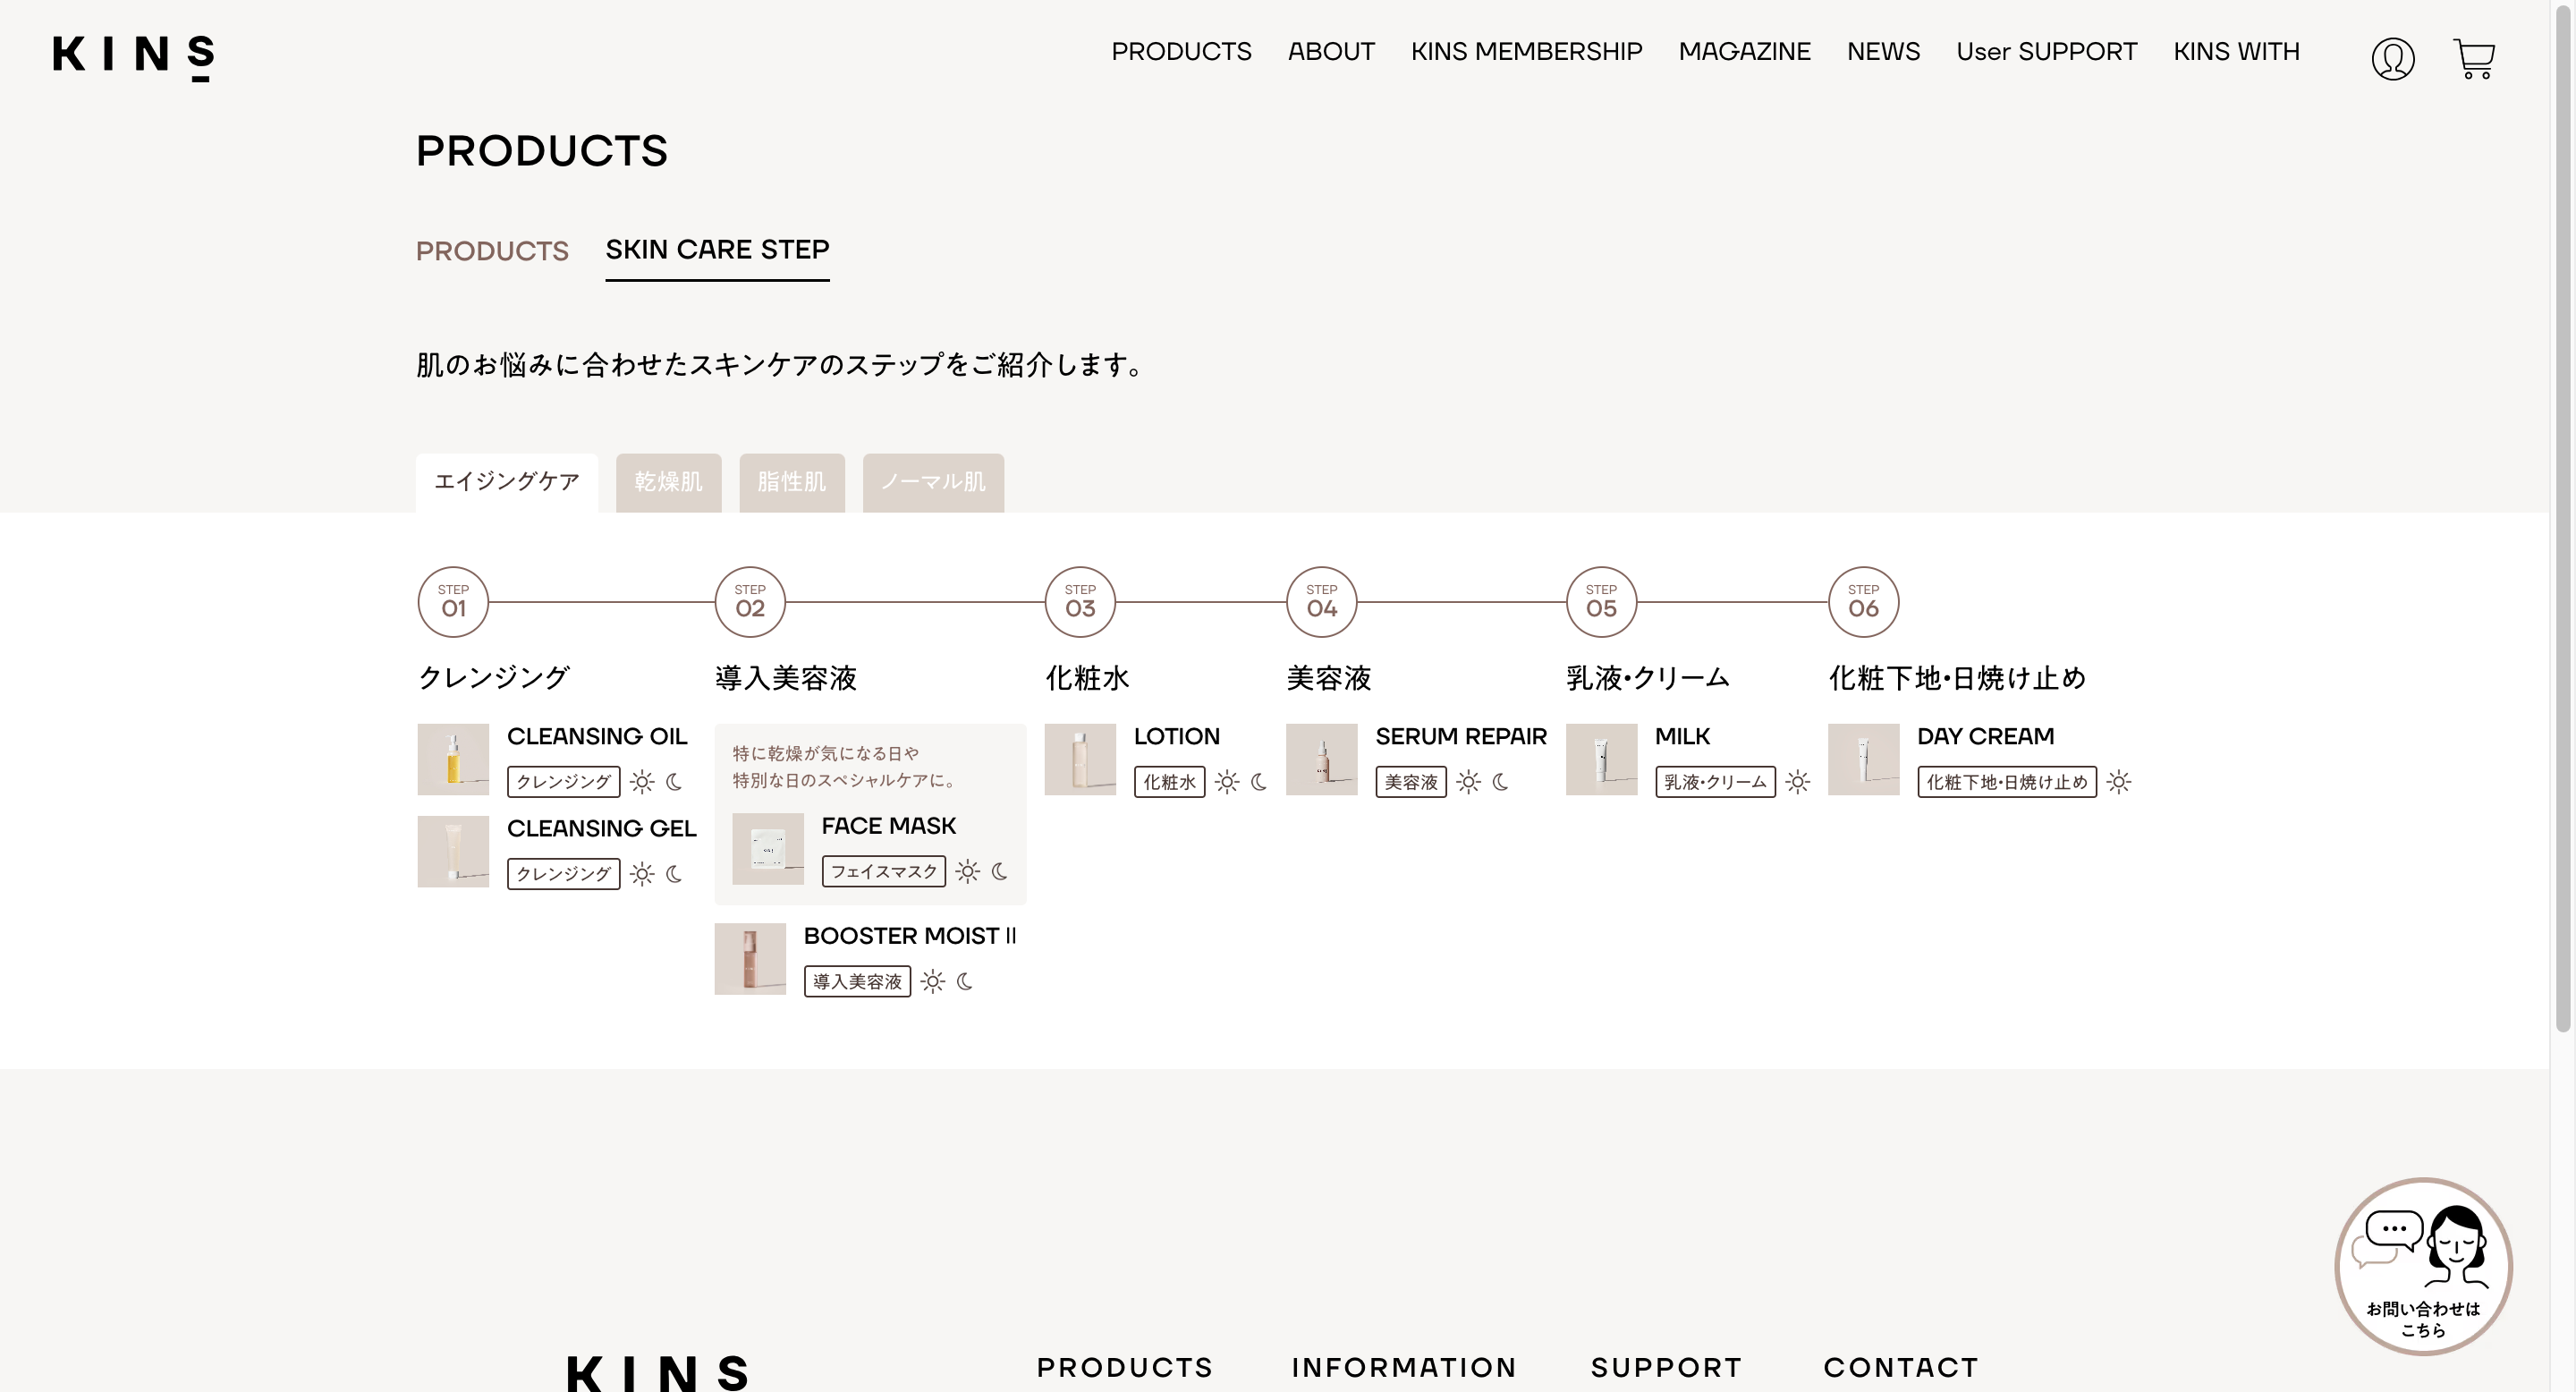 KINS
PRODUCTS ABOUT KINS MEMBERSHIP MAGAZINE NEWS User SUPPORT KINS WITH
PRODUCTS
PRODUCTS SKIN CARE STEP
肌のお悩みに合わせたスキンケアのステップをご紹介します。
エイジングケア 乾燥肌 脂性肌 ノーマル肌
STEP 01
クレンジング
CLEANSING OIL
クレンジング
CLEANSING GEL
クレンジング
STEP 02
導入美容液
特に乾燥が気になる日や
特別な日のスペシャルケアに。
FACE MASK
フェイスマスク
BOOSTER MOIST II
導入美容液
STEP 03
化粧水
LOTION
化粧水
STEP 04
美容液
SERUM REPAIR
美容液
STEP 05
乳液・クリーム
MILK
乳液・クリーム
STEP 06
化粧下地・日焼け止め
DAY CREAM
化粧下地・日焼け止め
お問い合わせは
こちら
KINS
PRODUCTS INFORMATION SUPPORT CONTACT